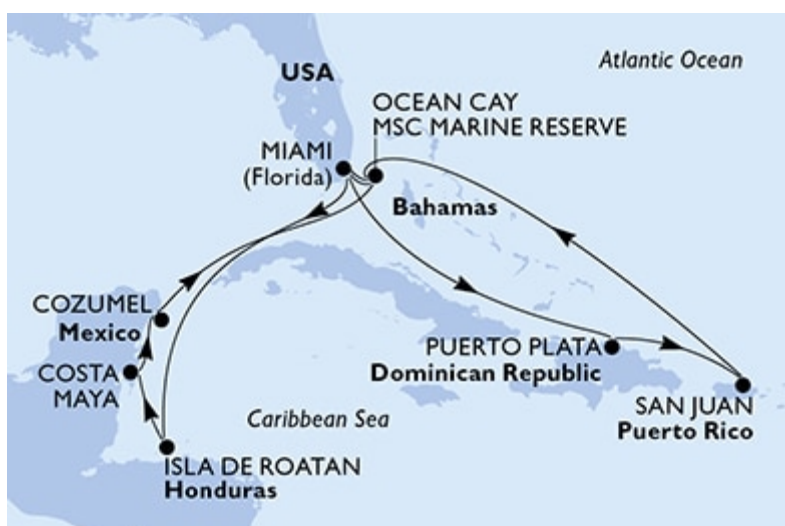 Atlantic Ocean
USA
OCEAN CAY
MSC MARINE RESERVE
MIAMI
(Florida)
Bahamas
COZUMEL
Mexico
COSTA
MAYA
PUERTO PLATA
Dominican Republic
SAN JUAN
Puerto Rico
Caribbean Sea
ISLA DE ROATAN
Honduras